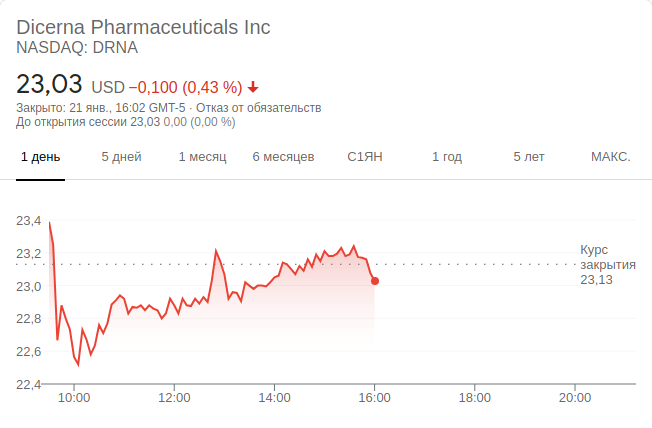 Dicerna Pharmaceuticals Inc
NASDAQ: DRNA
23,03 USD −0,100 (0,43 %)
Закрыто: 21 янв., 16:02 GMT-5 · Отказ от обязательств
До открытия сессии 23,03 0,00 (0,00 %)
1 день 5 дней 1 месяц 6 месяцев С1ЯН 1 год 5 лет МАКС.
23,4
23,2
23,0
22,8
22,6
22,4
Курс
закрытия
23,13
10:00 12:00 14:00 16:00 18:00 20:00